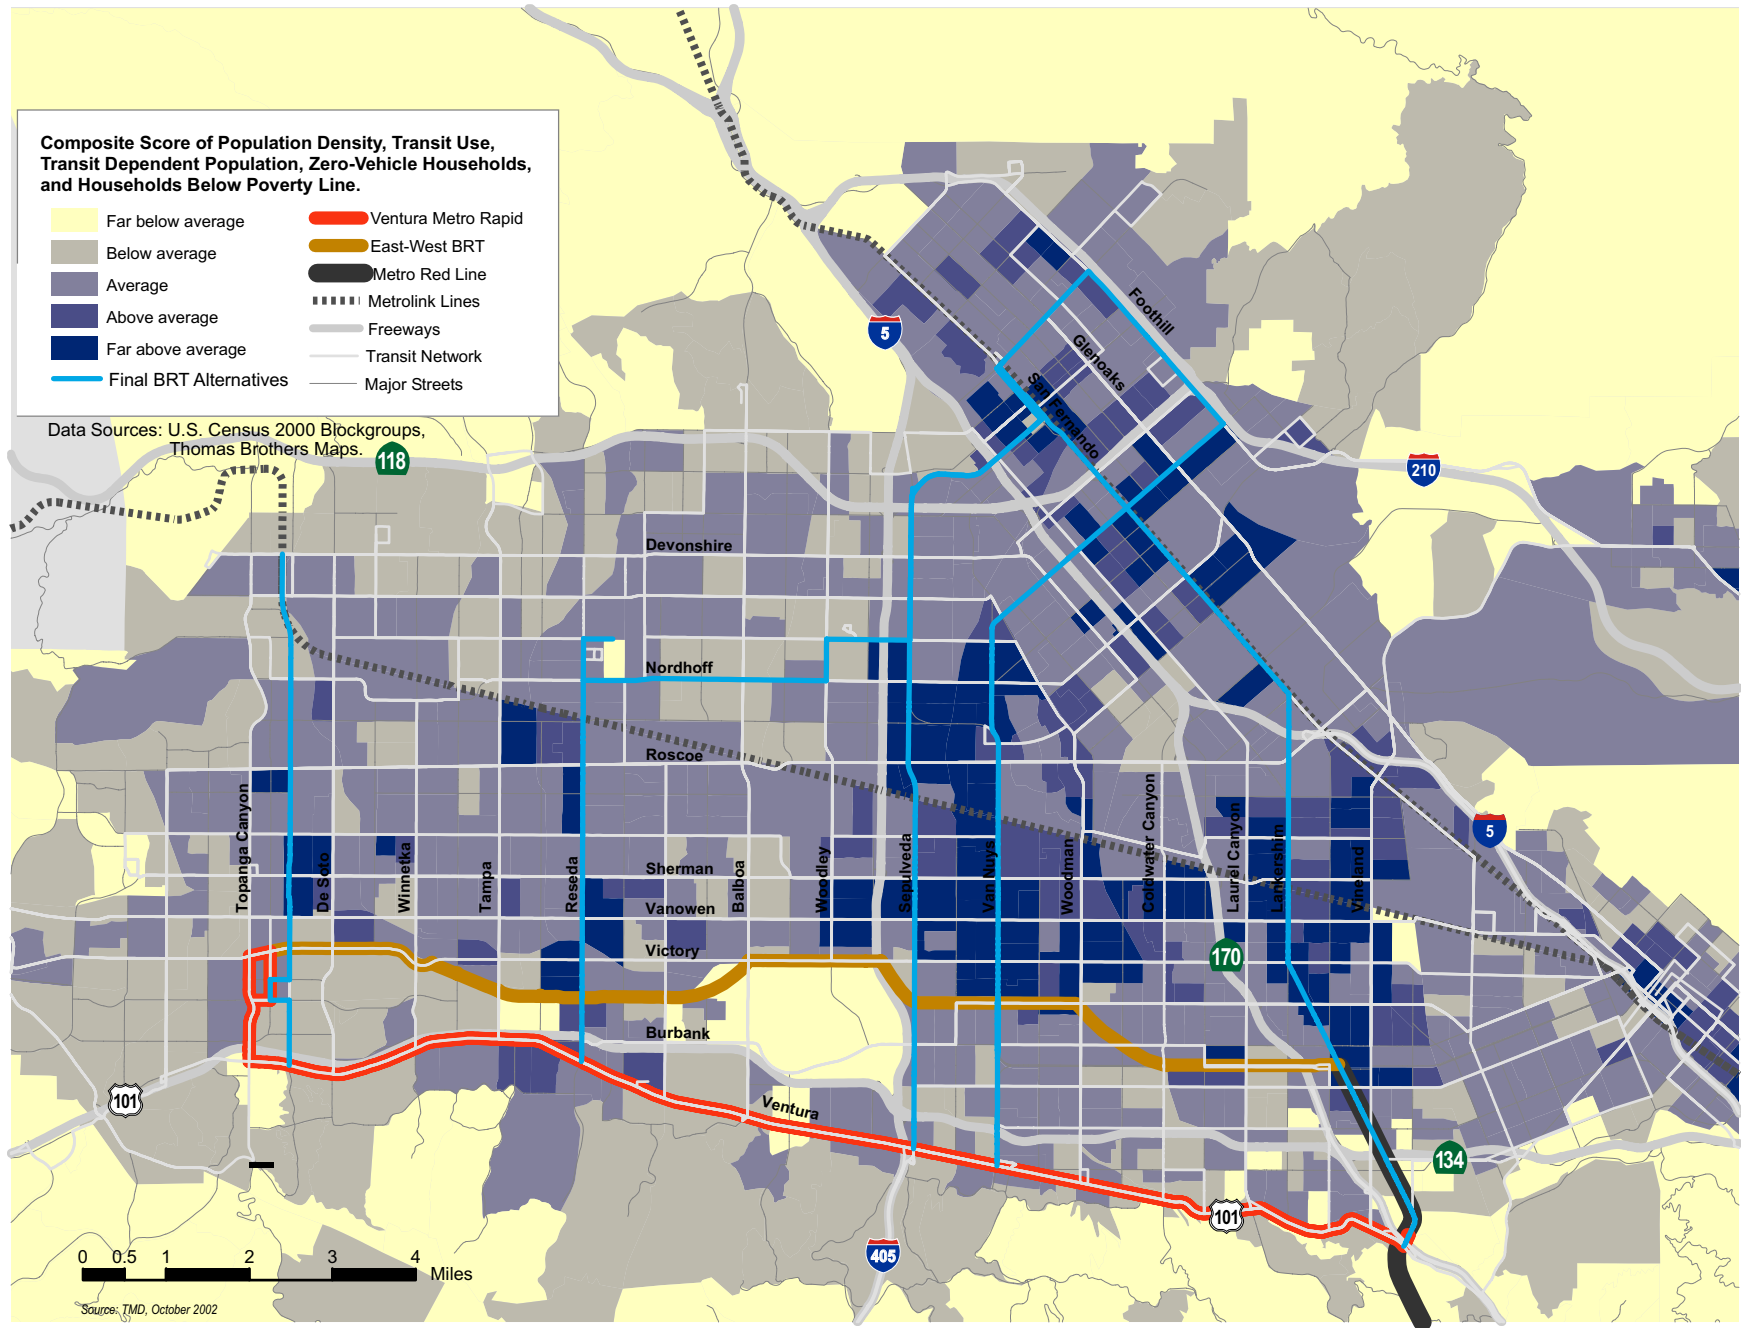 Composite Score of Population Density, Transit Use,
Transit Dependent Population, Zero-Vehicle Households,
and Households Below Poverty Line.
Far below average
Below average
Average
Above average
Far above average
Final BRT Alternatives
Ventura Metro Rapid
East-West BRT
Metro Red Line
Metrolink Lines
Freeways
Transit Network
Major Streets
Data Sources: U.S. Census 2000 Blockgroups,
Thomas Brothers Maps.
118
5
Foothill
Glenoaks
San Fernando
210
Devonshire
Nordhoff
Roscoe
Topanga Canyon
De Soto
Winnetka
Tampa
Reseda
Sherman
Vanowen
Victory
Balboa
Woodley
Sepulveda
Van Nuys
Woodman
Coldwater Canyon
Laurel Canyon
Lankershim
Vineland
5
170
Burbank
Ventura
101
134
101
405
0 0.5 1 2 3 4
Miles
Source: TMD, October 2002